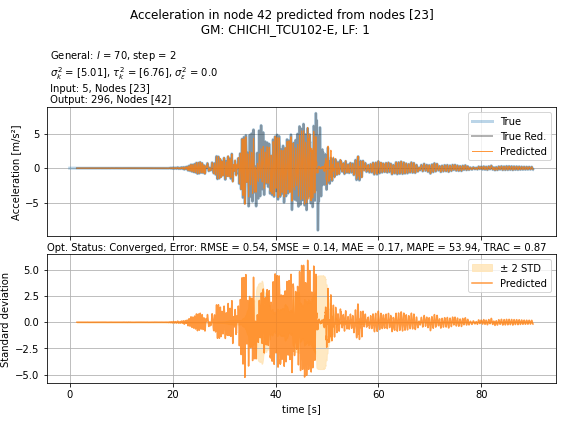 Acceleration in node 42 predicted from nodes [23]
GM: CHICHI_TCU102-E, LF: 1
General: l = 70, step = 2
σ²ₖ = [5.01], τ²ₖ = [6.76], σ²ε = 0.0
Input: 5, Nodes [23]
Output: 296, Nodes [42]
Acceleration [m/s²]
5
0
−5
True
True Red.
Predicted
Opt. Status: Converged, Error: RMSE = 0.54, SMSE = 0.14, MAE = 0.17, MAPE = 53.94, TRAC = 0.87
Standard deviation
5.0
2.5
0.0
−2.5
−5.0
± 2 STD
Predicted
0 20 40 60 80
time [s]